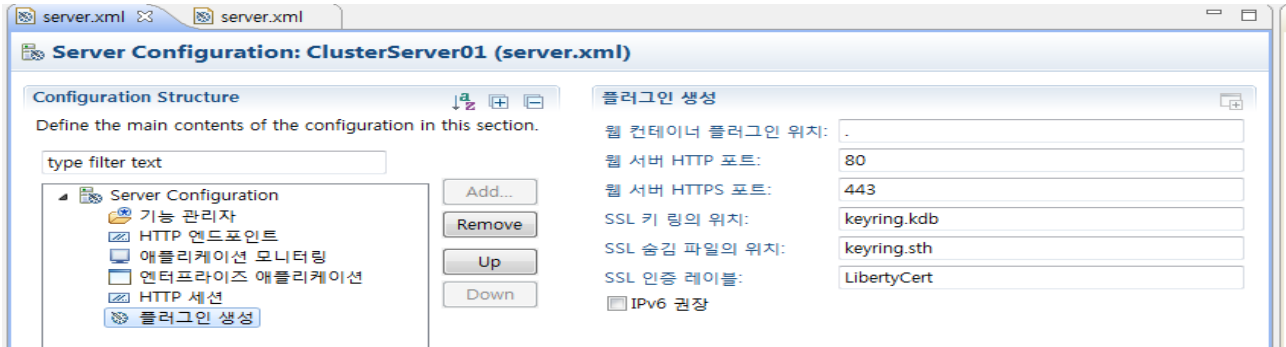 server.xml
server.xml
Server Configuration: ClusterServer01 (server.xml)
Configuration Structure
Define the main contents of the configuration in this section.
type filter text
Server Configuration
기능 관리자
HTTP 엔드포인트
애플리케이션 모니터링
엔터프라이즈 애플리케이션
HTTP 세션
플러그인 생성
Add...
Remove
Up
Down
플러그인 생성
웹 컨테이너 플러그인 위치: .
웹 서버 HTTP 포트: 80
웹 서버 HTTPS 포트: 443
SSL 키 링의 위치: keyring.kdb
SSL 숨김 파일의 위치: keyring.sth
SSL 인증 레이블: LibertyCert
IPv6 권장